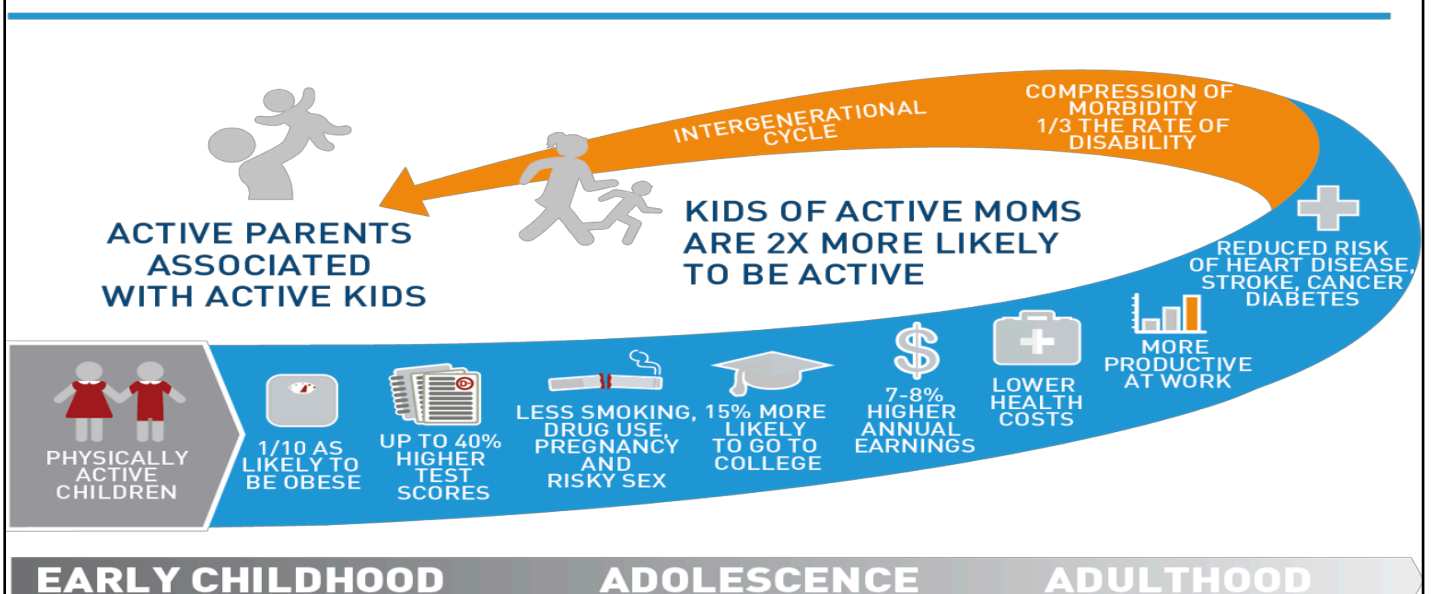 INTERGENERATIONAL
CYCLE
COMPRESSION OF
MORBIDITY
1/3 THE RATE OF
DISABILITY
ACTIVE PARENTS
ASSOCIATED
WITH ACTIVE KIDS
KIDS OF ACTIVE MOMS
ARE 2X MORE LIKELY
TO BE ACTIVE
PHYSICALLY
ACTIVE
CHILDREN
1/10 AS
LIKELY TO
BE OBESE
UP TO 40%
HIGHER
TEST
SCORES
LESS SMOKING,
DRUG USE,
PREGNANCY
AND
RISKY SEX
15% MORE
LIKELY
TO GO TO
COLLEGE
7-8%
HIGHER
ANNUAL
EARNINGS
LOWER
HEALTH
COSTS
MORE
PRODUCTIVE
AT WORK
REDUCED RISK
OF HEART DISEASE,
STROKE, CANCER
DIABETES
EARLY CHILDHOOD
ADOLESCENCE
ADULTHOOD